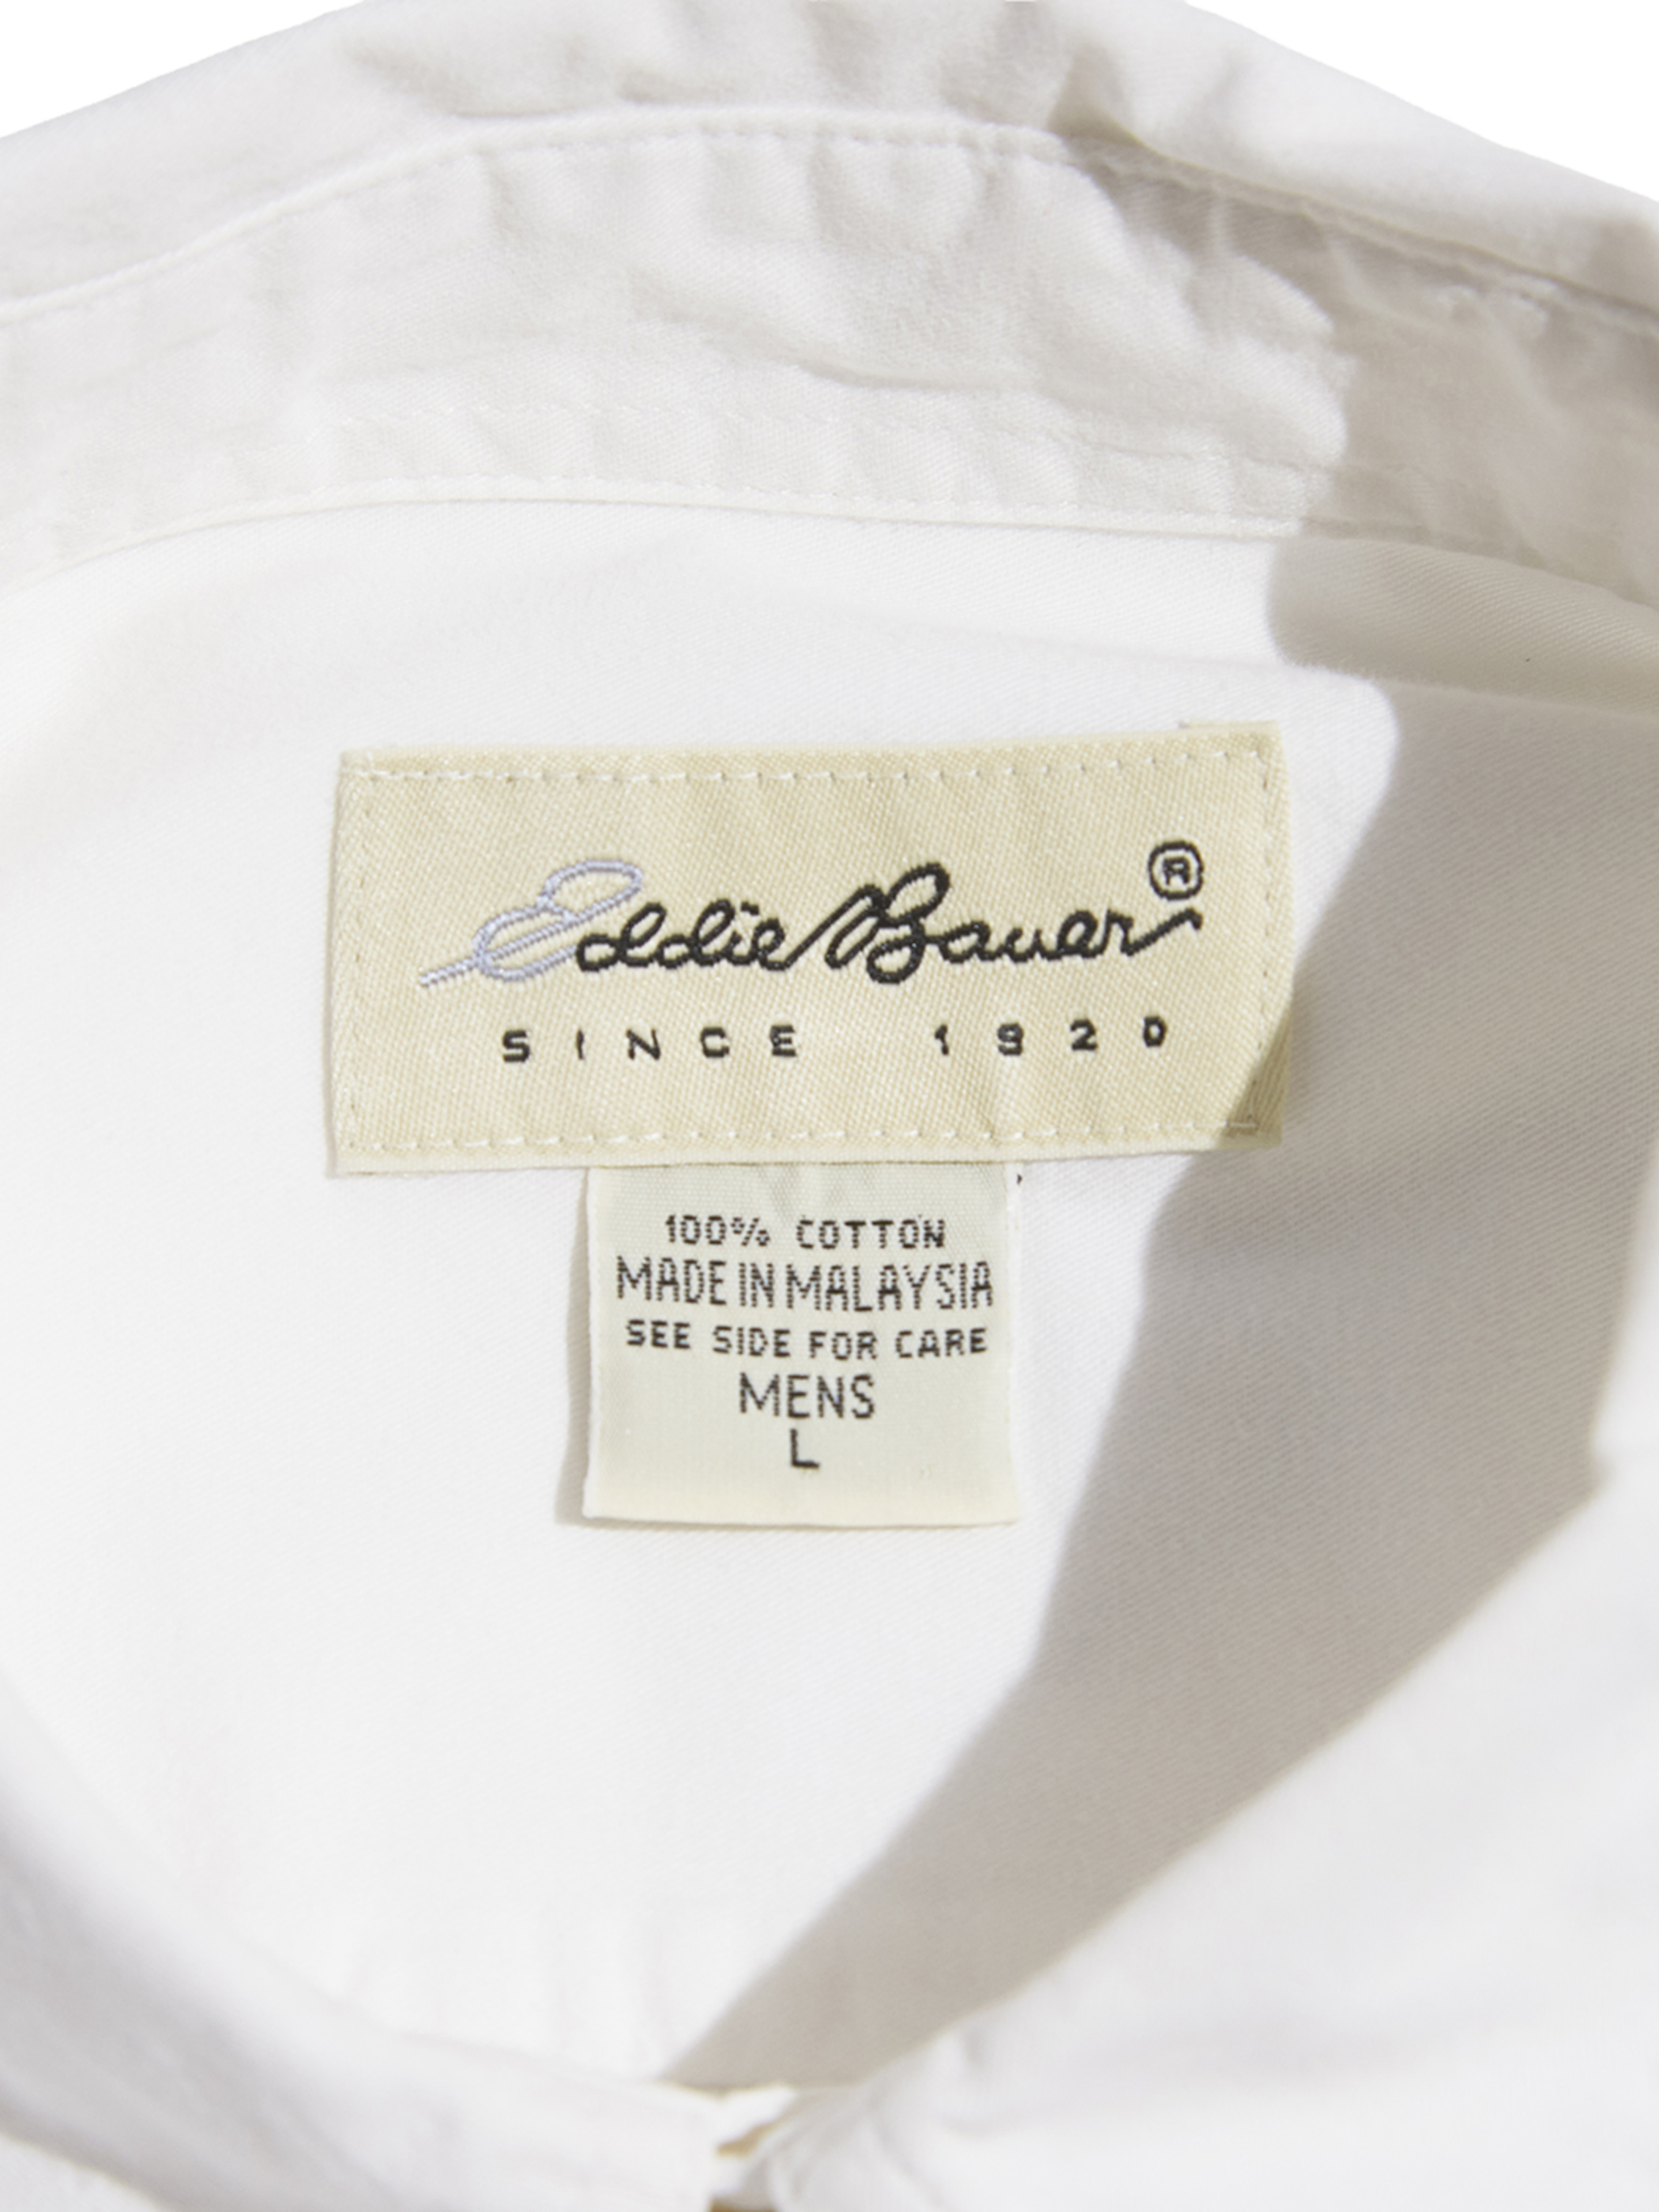 Eddie Bauer®
SINCE 1920
100% COTTON
MADE IN MALAYSIA
SEE SIDE FOR CARE
MENS
L